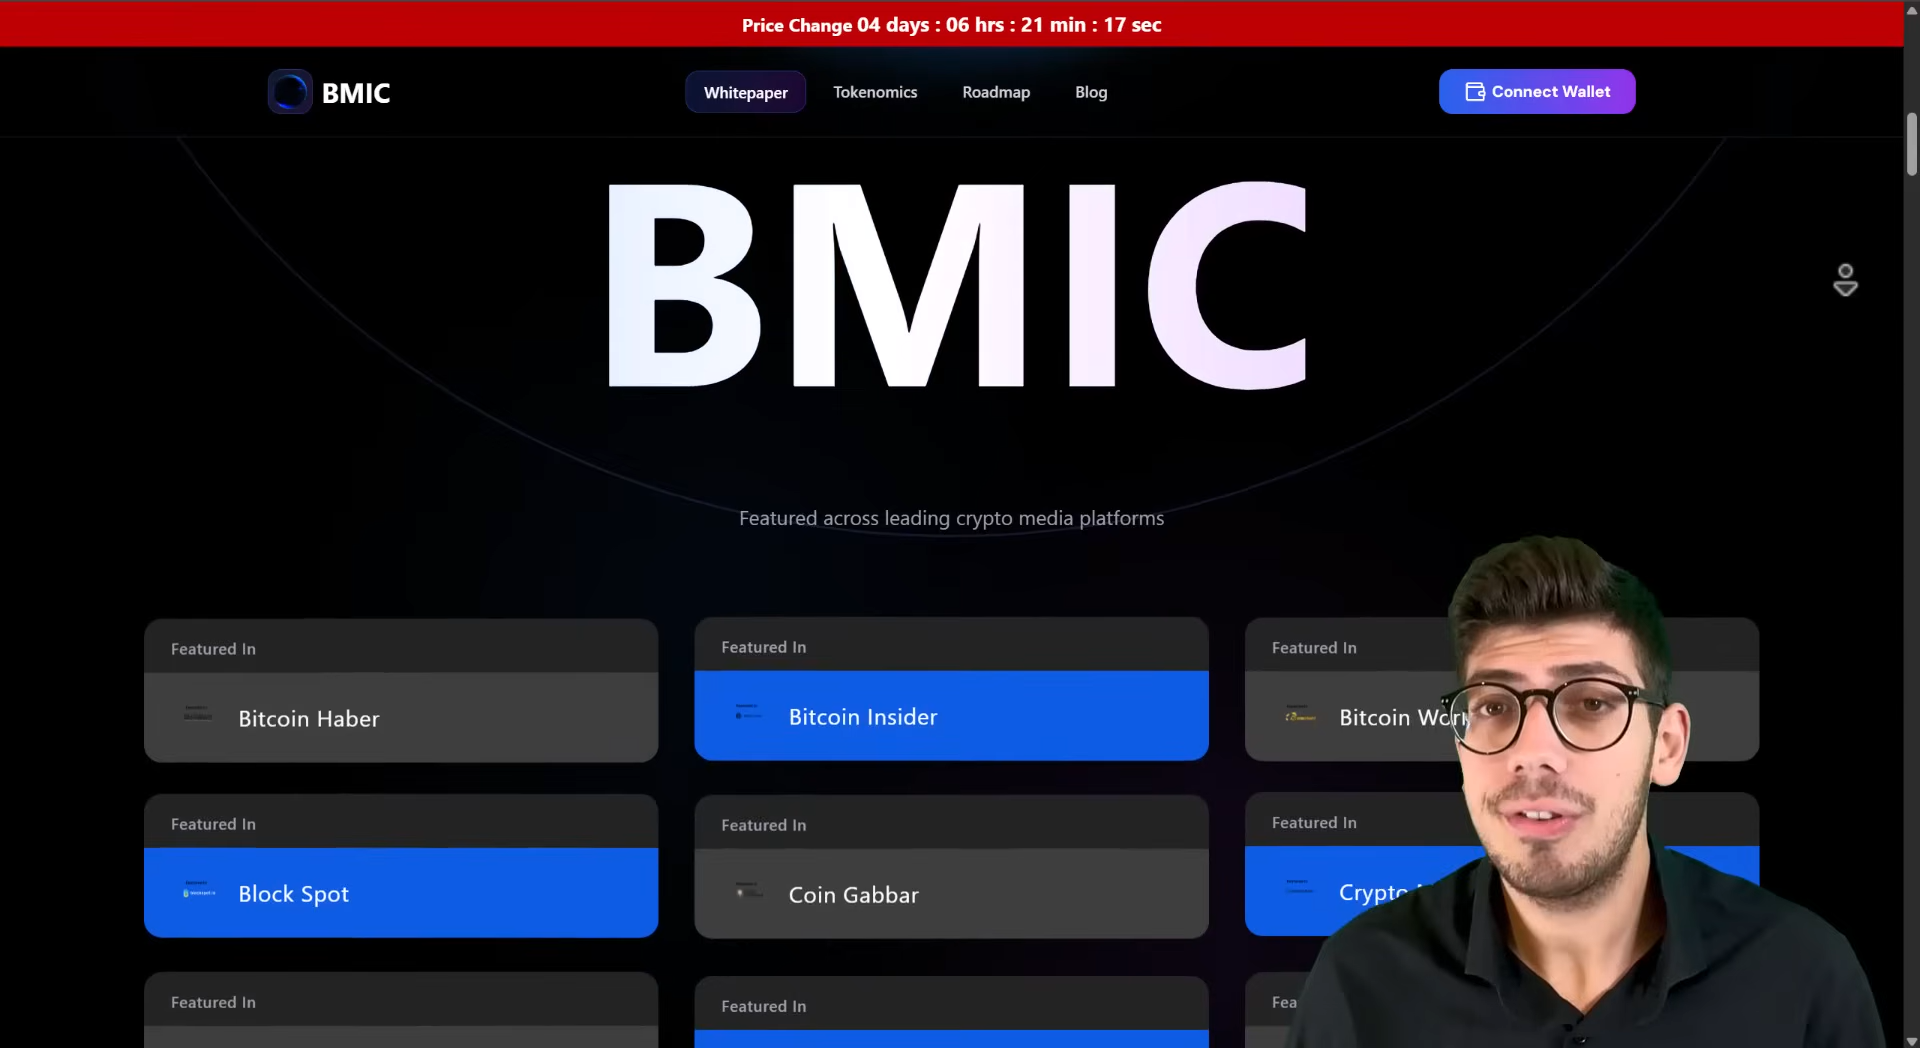 Price Change 04 days : 06 hrs : 21 min : 17 sec
BMIC
Whitepaper
Tokenomics
Roadmap
Blog
Connect Wallet
BMIC
Featured across leading crypto media platforms
Featured In
Bitcoin Haber
Featured In
Bitcoin Insider
Featured In
Bitcoin
Featured In
Block Spot
Featured In
Coin Gabbar
Featured In
Crypto
Featured In
Featured In